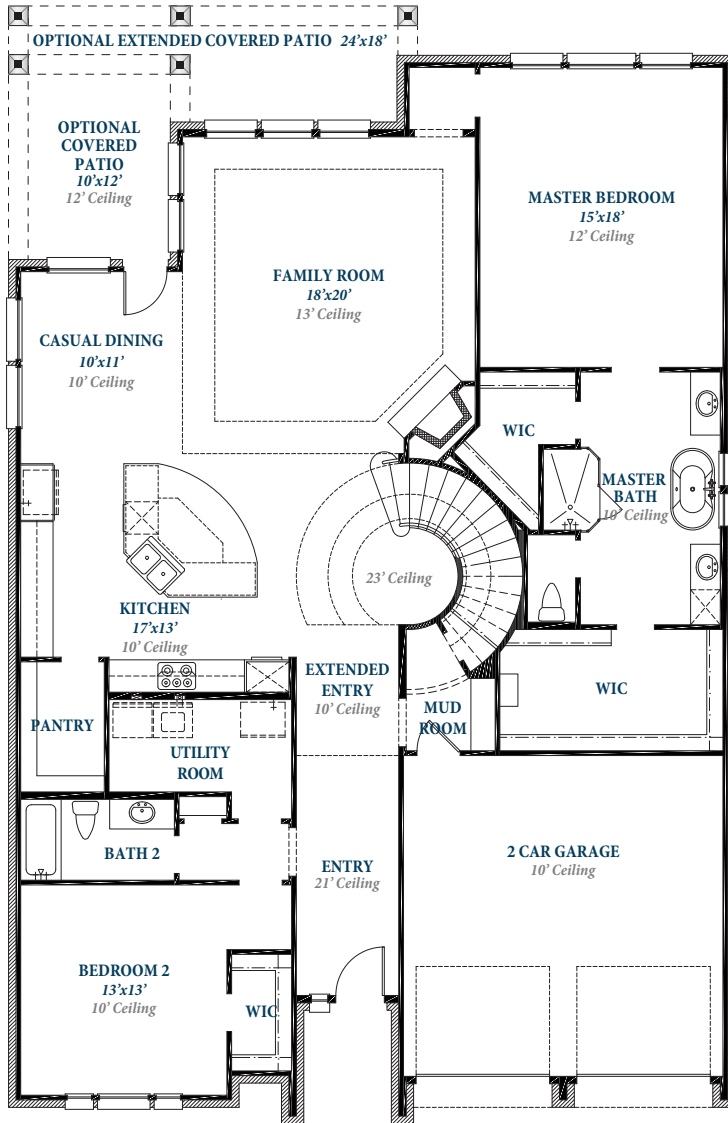 OPTIONAL EXTENDED COVERED PATIO 24'x18'
OPTIONAL
COVERED
PATIO
10'x12'
12' Ceiling
MASTER BEDROOM
15'x18'
12' Ceiling
FAMILY ROOM
18'x20'
13' Ceiling
CASUAL DINING
10'x11'
10' Ceiling
WIC
MASTER
BATH
10' Ceiling
23' Ceiling
KITCHEN
17'x13'
10' Ceiling
EXTENDED
ENTRY
10' Ceiling
WIC
MUD
ROOM
PANTRY
UTILITY
ROOM
BATH 2
ENTRY
21' Ceiling
2 CAR GARAGE
10' Ceiling
BEDROOM 2
13'x13'
10' Ceiling
WIC